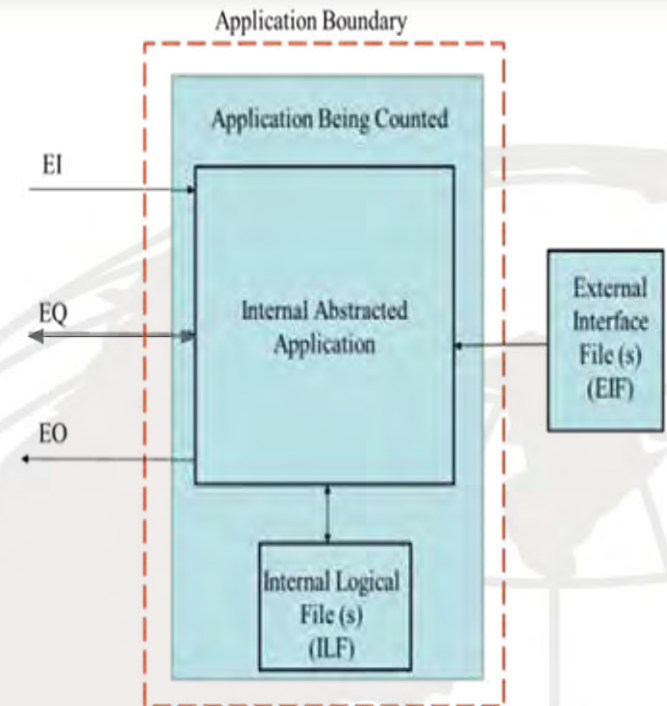 Application Boundary
Application Being Counted
EI
EQ
EO
Internal Abstracted
Application
External
Interface
File (s)
(EIF)
Internal Logical
File (s)
(ILF)